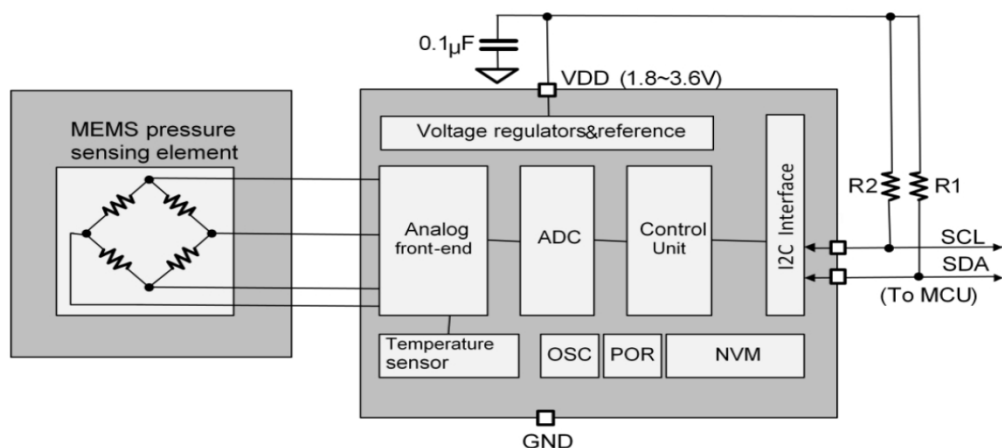 0.1µF
VDD (1.8~3.6V)
MEMS pressure
sensing element
Voltage regulators&reference
I2C Interface
R2
R1
Analog
front-end
ADC
Control
Unit
SCL
SDA
(To MCU)
Temperature
sensor
OSC
POR
NVM
GND